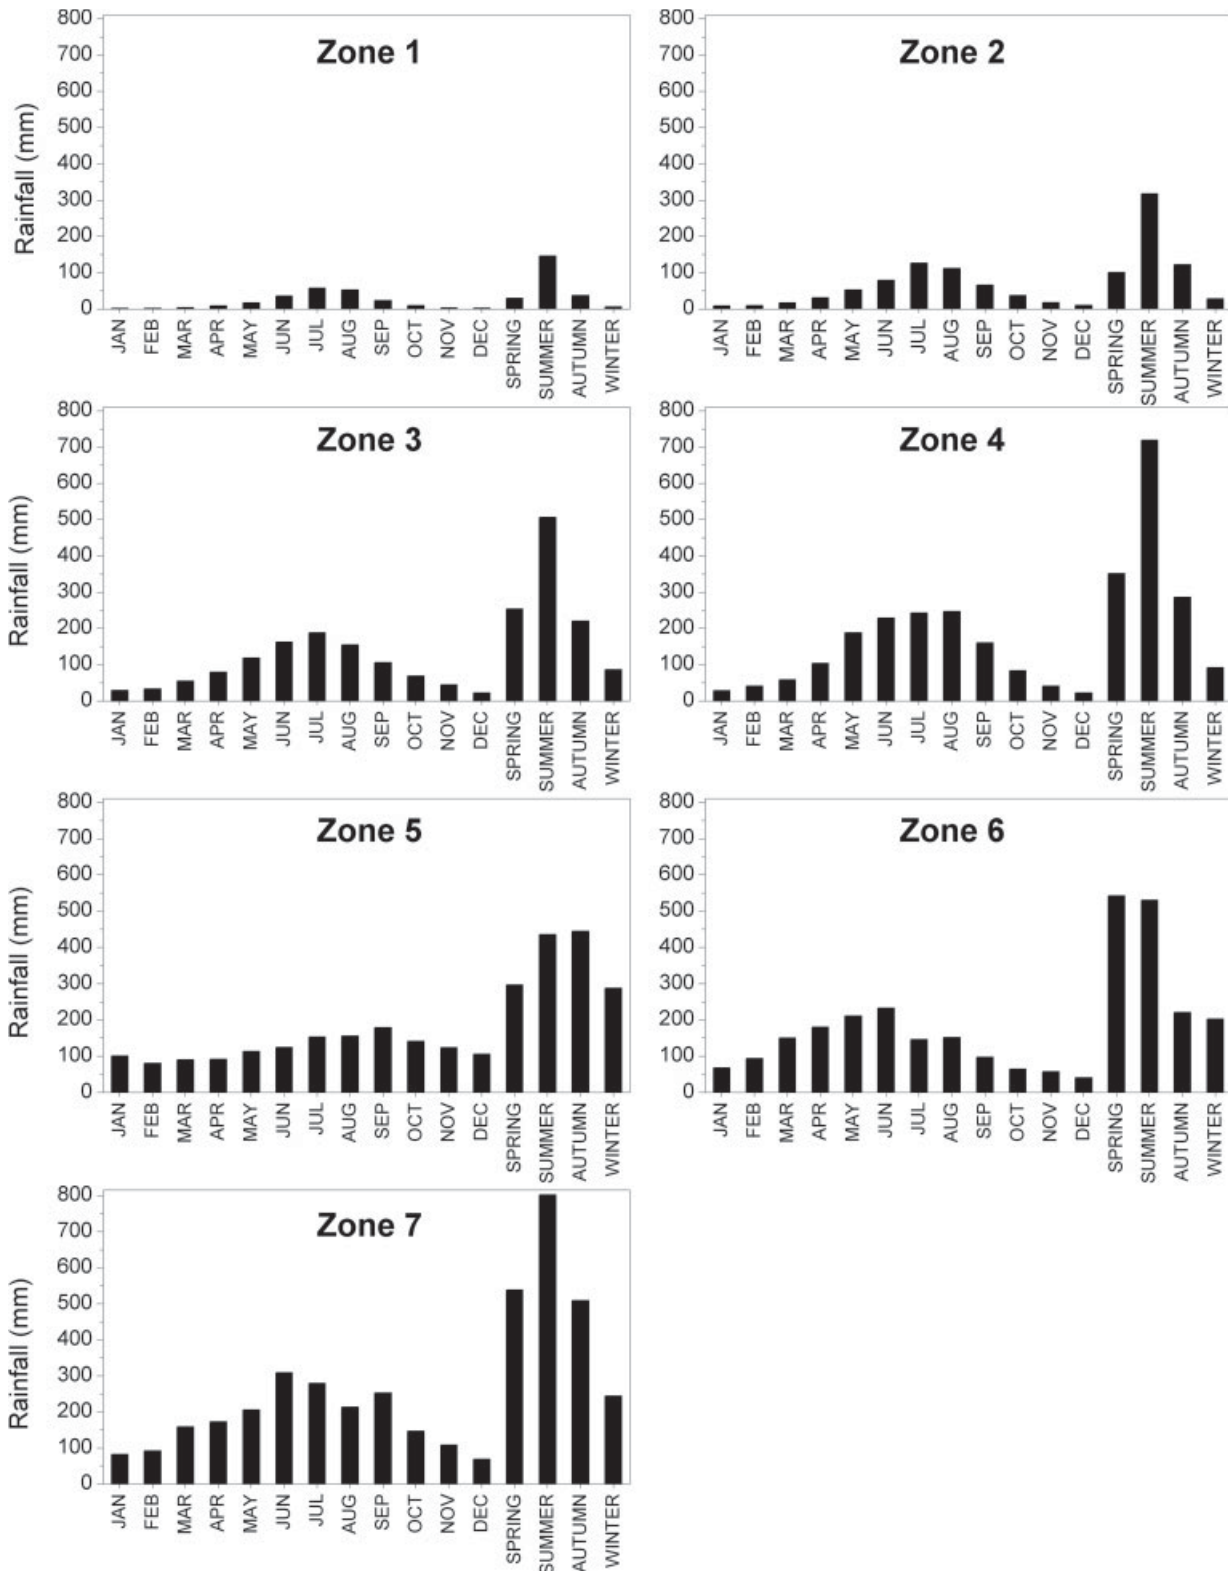 Zone 1
Rainfall (mm)
800
700
600
500
400
300
200
100
0
JAN
FEB
MAR
APR
MAY
JUN
JUL
AUG
SEP
OCT
NOV
DEC
SPRING
SUMMER
AUTUMN
WINTER
Zone 2
800
700
600
500
400
300
200
100
0
JAN
FEB
MAR
APR
MAY
JUN
JUL
AUG
SEP
OCT
NOV
DEC
SPRING
SUMMER
AUTUMN
WINTER
Zone 3
Rainfall (mm)
800
700
600
500
400
300
200
100
0
JAN
FEB
MAR
APR
MAY
JUN
JUL
AUG
SEP
OCT
NOV
DEC
SPRING
SUMMER
AUTUMN
WINTER
Zone 4
800
700
600
500
400
300
200
100
0
JAN
FEB
MAR
APR
MAY
JUN
JUL
AUG
SEP
OCT
NOV
DEC
SPRING
SUMMER
AUTUMN
WINTER
Zone 5
Rainfall (mm)
800
700
600
500
400
300
200
100
0
JAN
FEB
MAR
APR
MAY
JUN
JUL
AUG
SEP
OCT
NOV
DEC
SPRING
SUMMER
AUTUMN
WINTER
Zone 6
800
700
600
500
400
300
200
100
0
JAN
FEB
MAR
APR
MAY
JUN
JUL
AUG
SEP
OCT
NOV
DEC
SPRING
SUMMER
AUTUMN
WINTER
Zone 7
Rainfall (mm)
800
700
600
500
400
300
200
100
0
JAN
FEB
MAR
APR
MAY
JUN
JUL
AUG
SEP
OCT
NOV
DEC
SPRING
SUMMER
AUTUMN
WINTER